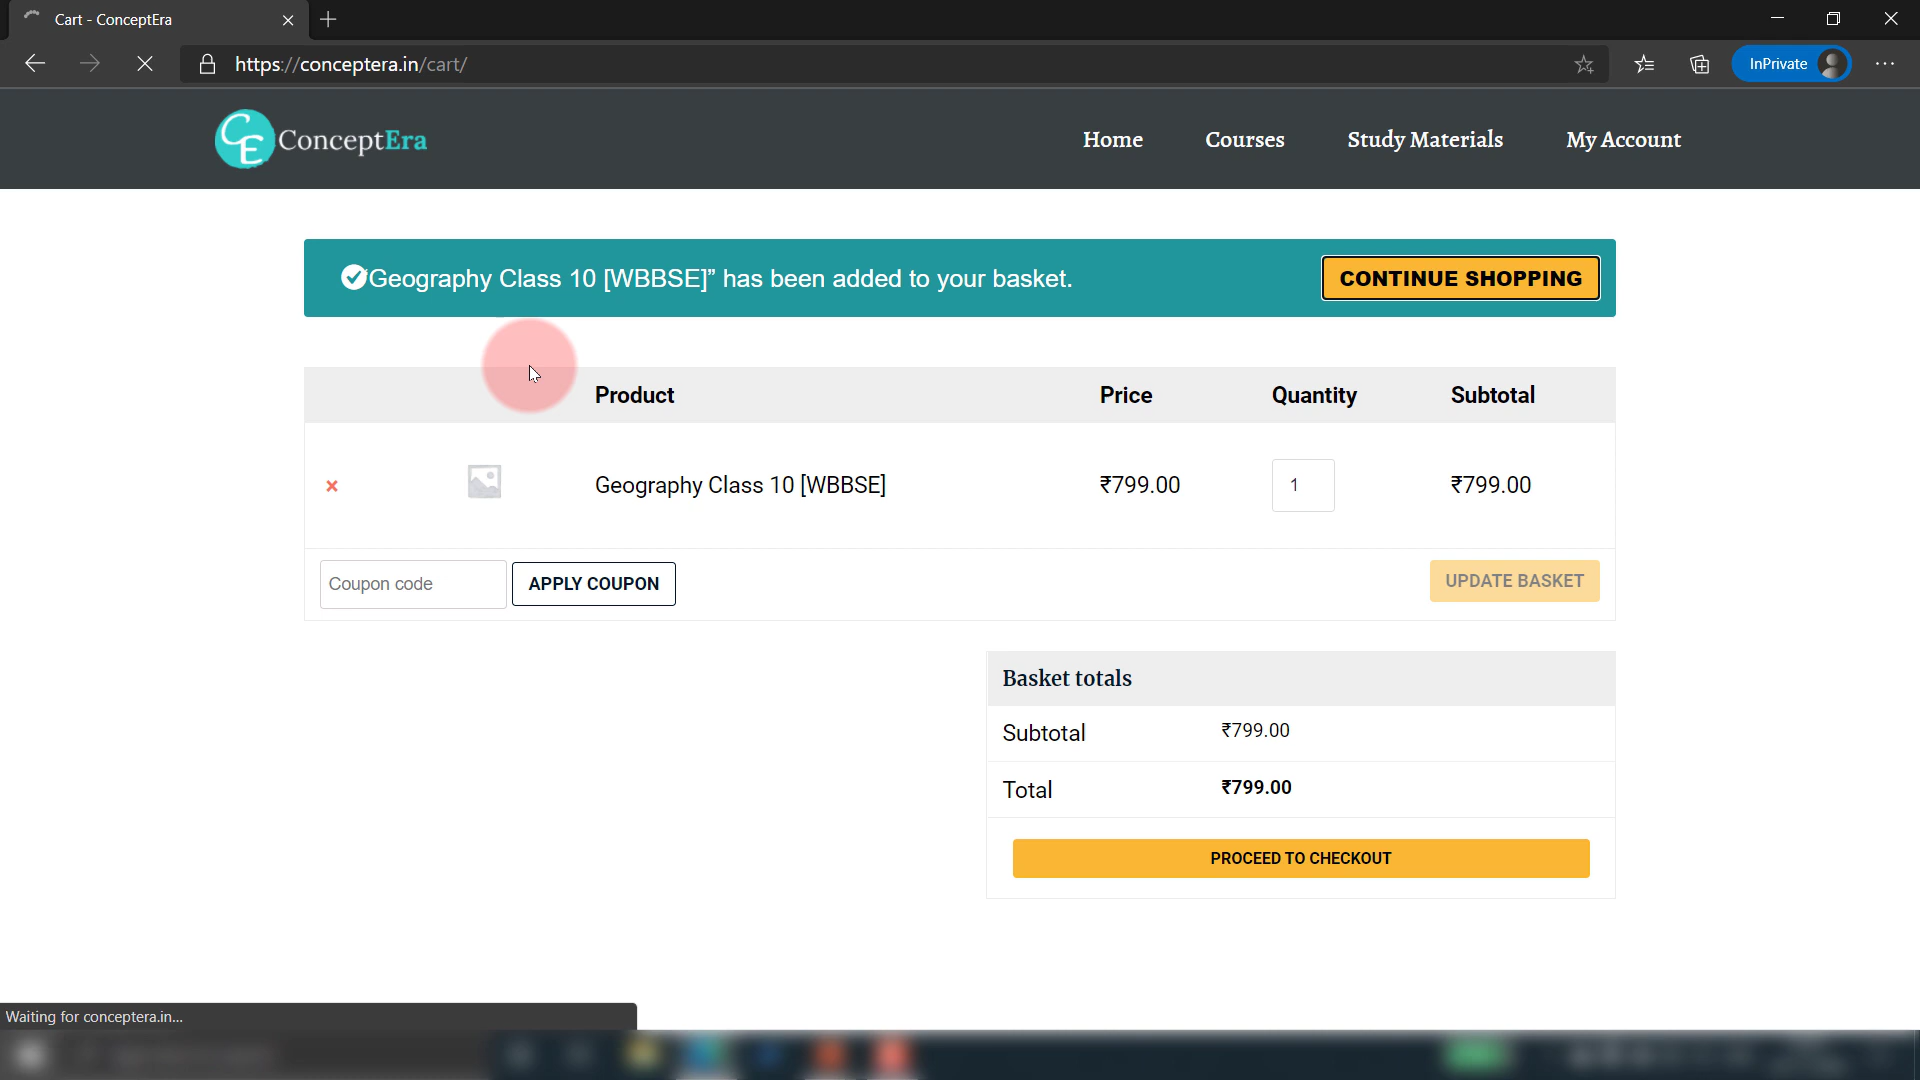 Cart - ConceptEra
https://conceptera.in/cart/
InPrivate
CE ConceptEra
Home Courses Study Materials My Account
“Geography Class 10 [WBBSE]” has been added to your basket.
CONTINUE SHOPPING
Product Price Quantity Subtotal
× Geography Class 10 [WBBSE] ₹799.00 1 ₹799.00
Coupon code APPLY COUPON UPDATE BASKET
Basket totals
Subtotal ₹799.00
Total ₹799.00
PROCEED TO CHECKOUT
Waiting for conceptera.in...